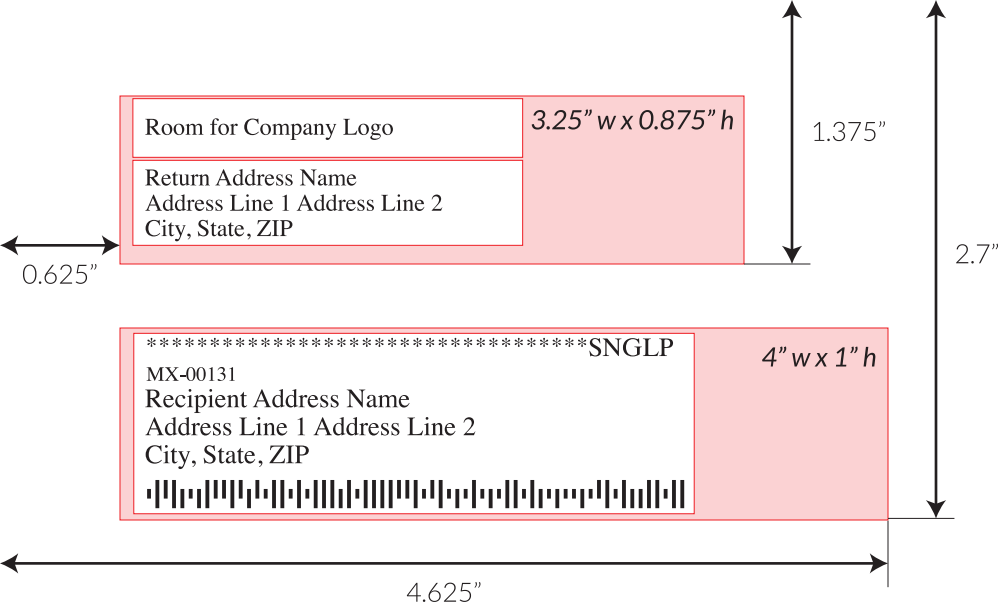 Room for Company Logo
3.25” w x 0.875” h
1.375”
Return Address Name
Address Line 1 Address Line 2
City, State, ZIP
0.625”
2.7”
***********************************SNGLP
4” w x 1” h
MX-00131
Recipient Address Name
Address Line 1 Address Line 2
City, State, ZIP
4.625”